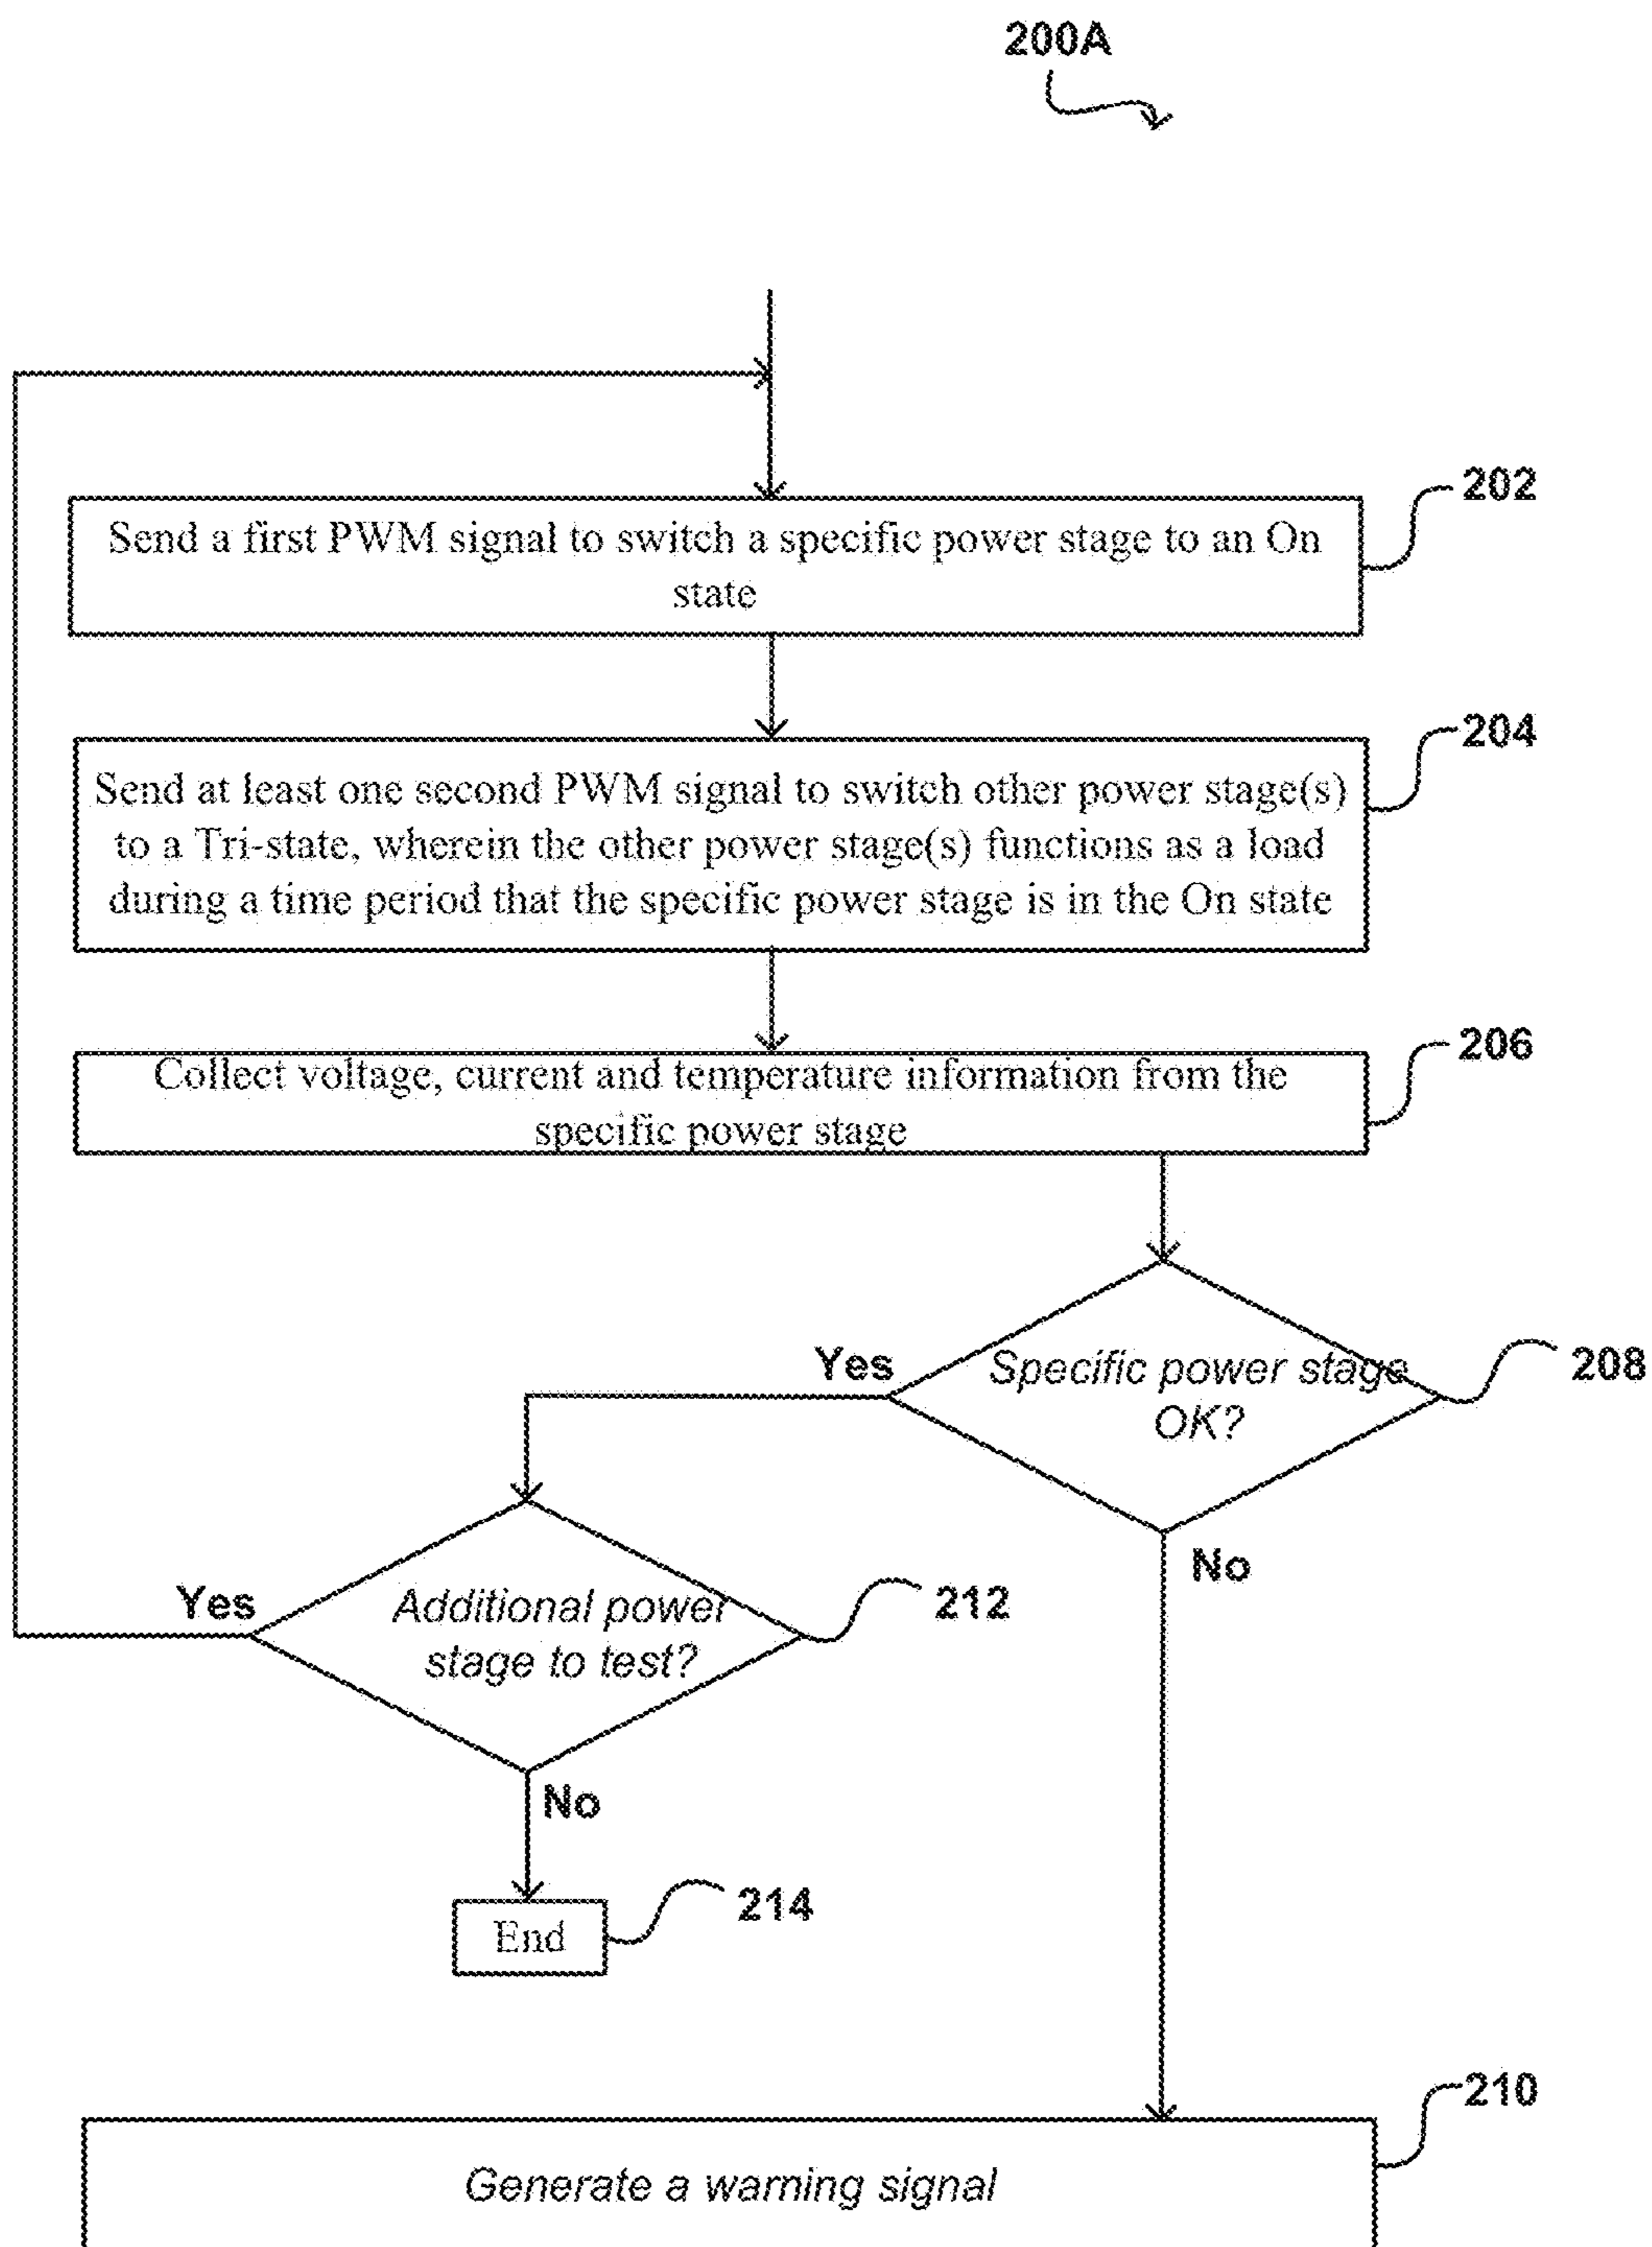 200A
202
Send a first PWM signal to switch a specific power stage to an On
state
204
Send at least one second PWM signal to switch other power stage(s)
to a Tri-state, wherein the other power stage(s) functions as a load
during a time period that the specific power stage is in the On state
206
Collect voltage, current and temperature information from the
specific power stage
Yes
Specific power stage
OK?
208
No
Yes
Additional power
stage to test?
212
No
End
214
210
Generate a warning signal